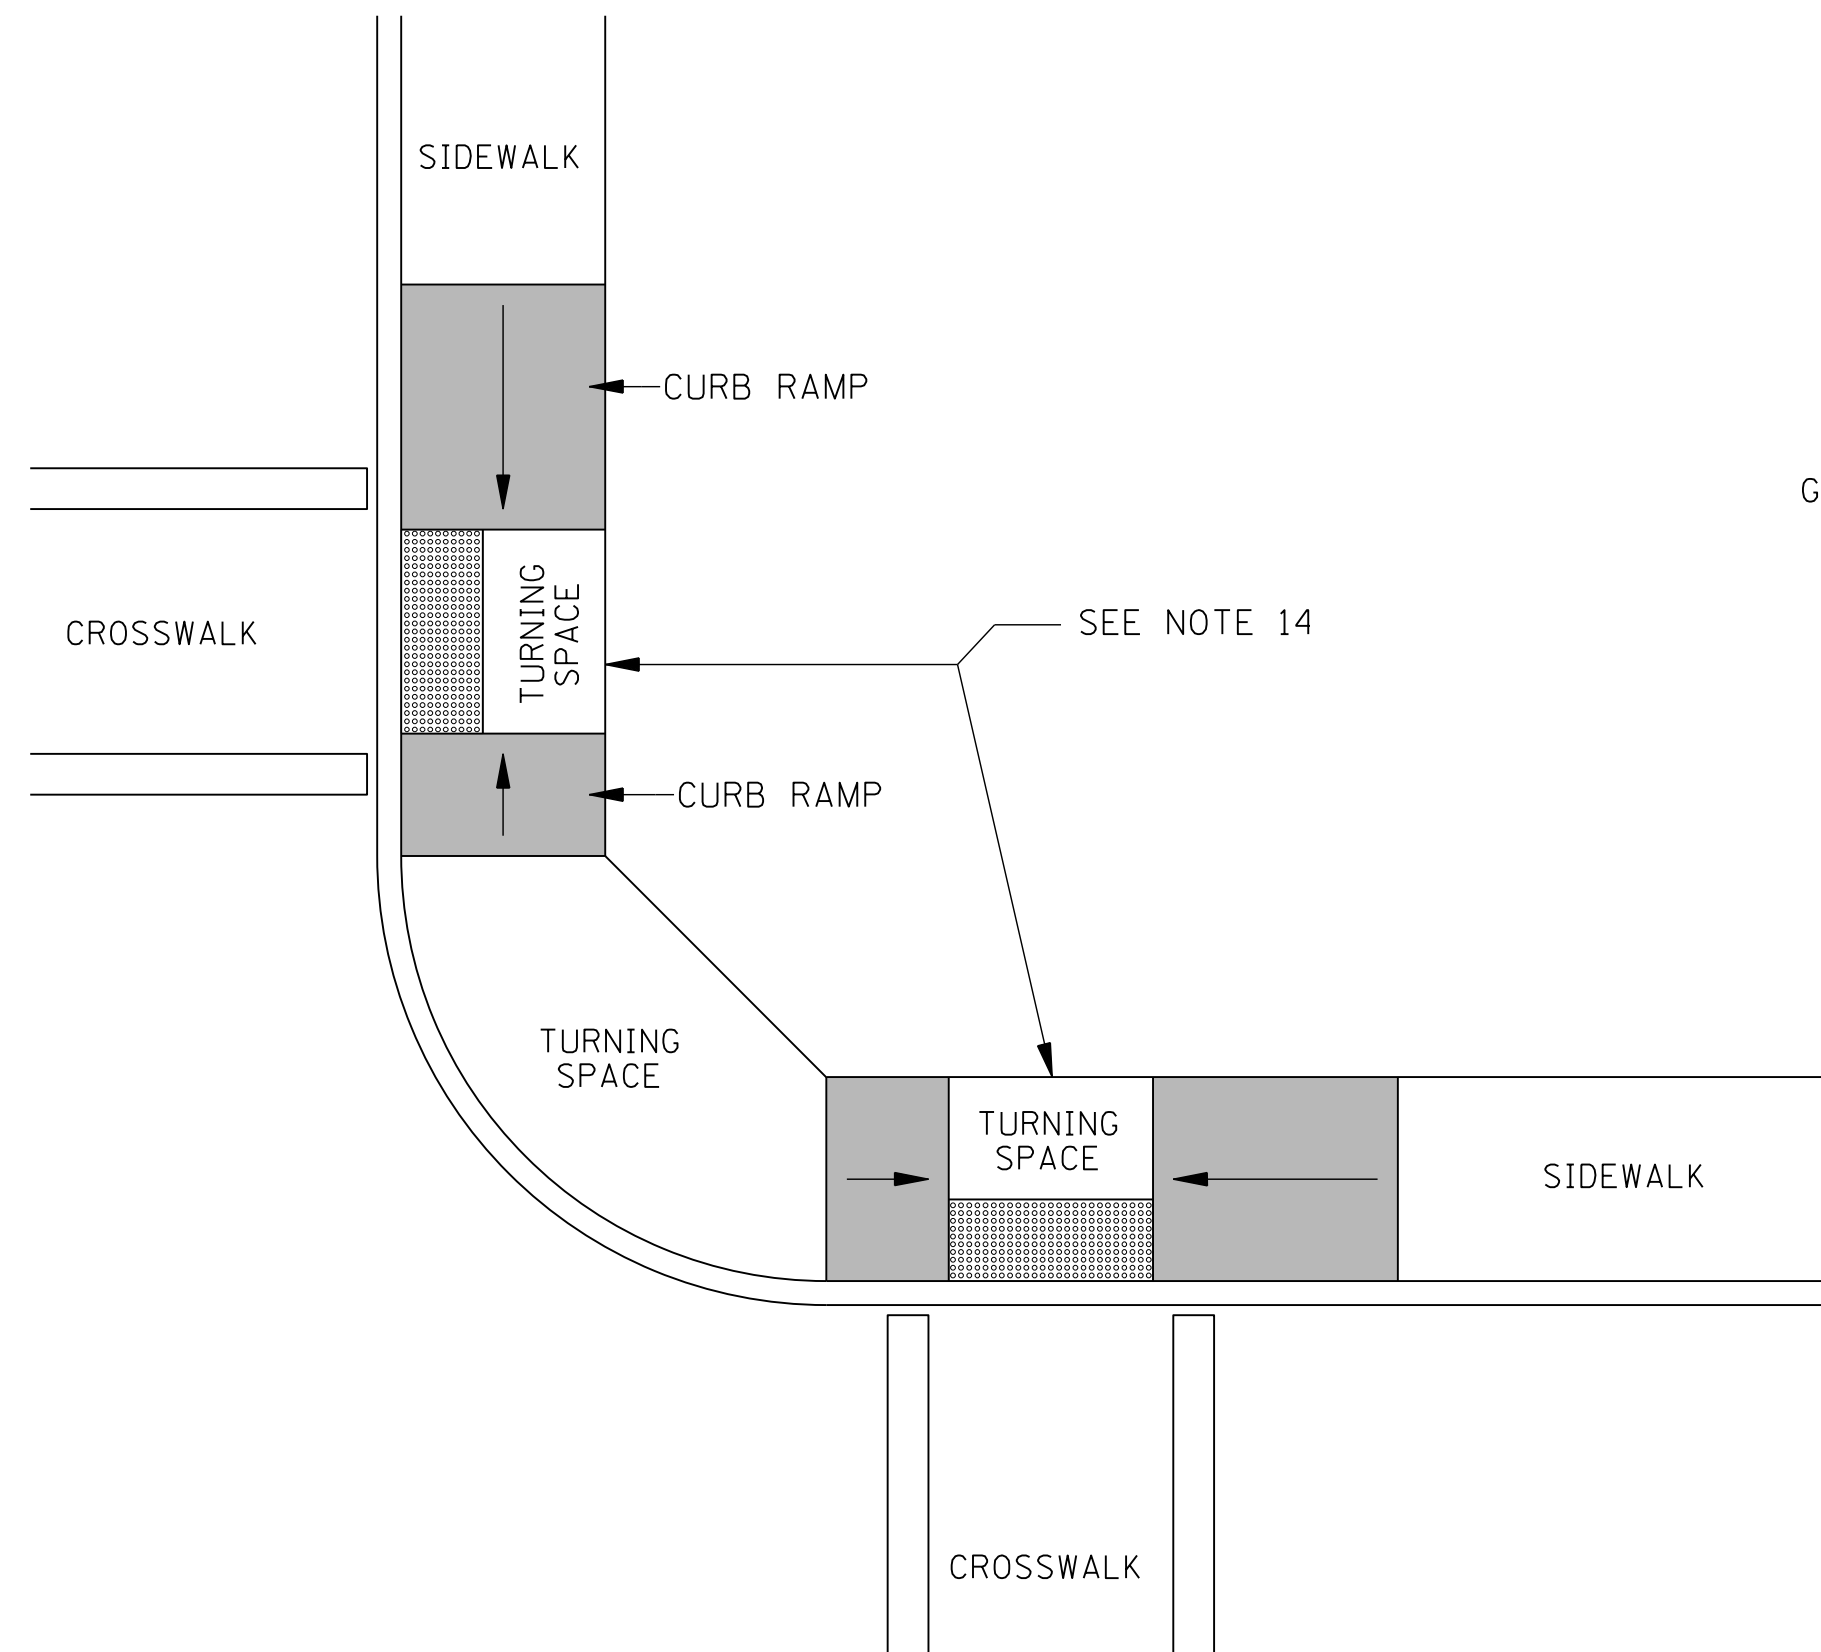 SIDEWALK
CURB RAMP
G
TURNING
SPACE
CROSSWALK
SEE NOTE 14
CURB RAMP
TURNING
SPACE
TURNING
SPACE
SIDEWALK
CROSSWALK